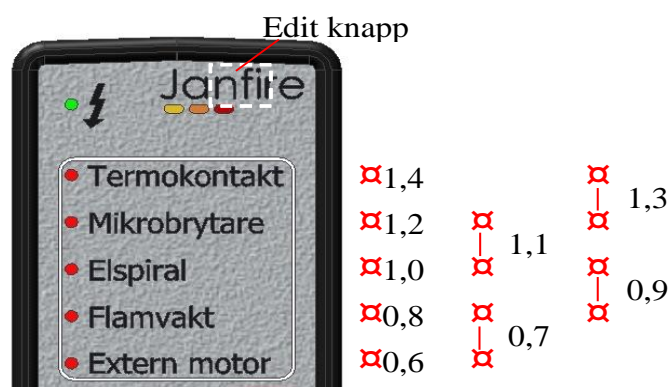 Edit knapp
Janfire
Termokontakt
Mikrobrytare
Elspiral
Flamvakt
Extern motor
1,4
1,2
1,0
0,8
0,6
1,1
0,7
1,3
0,9